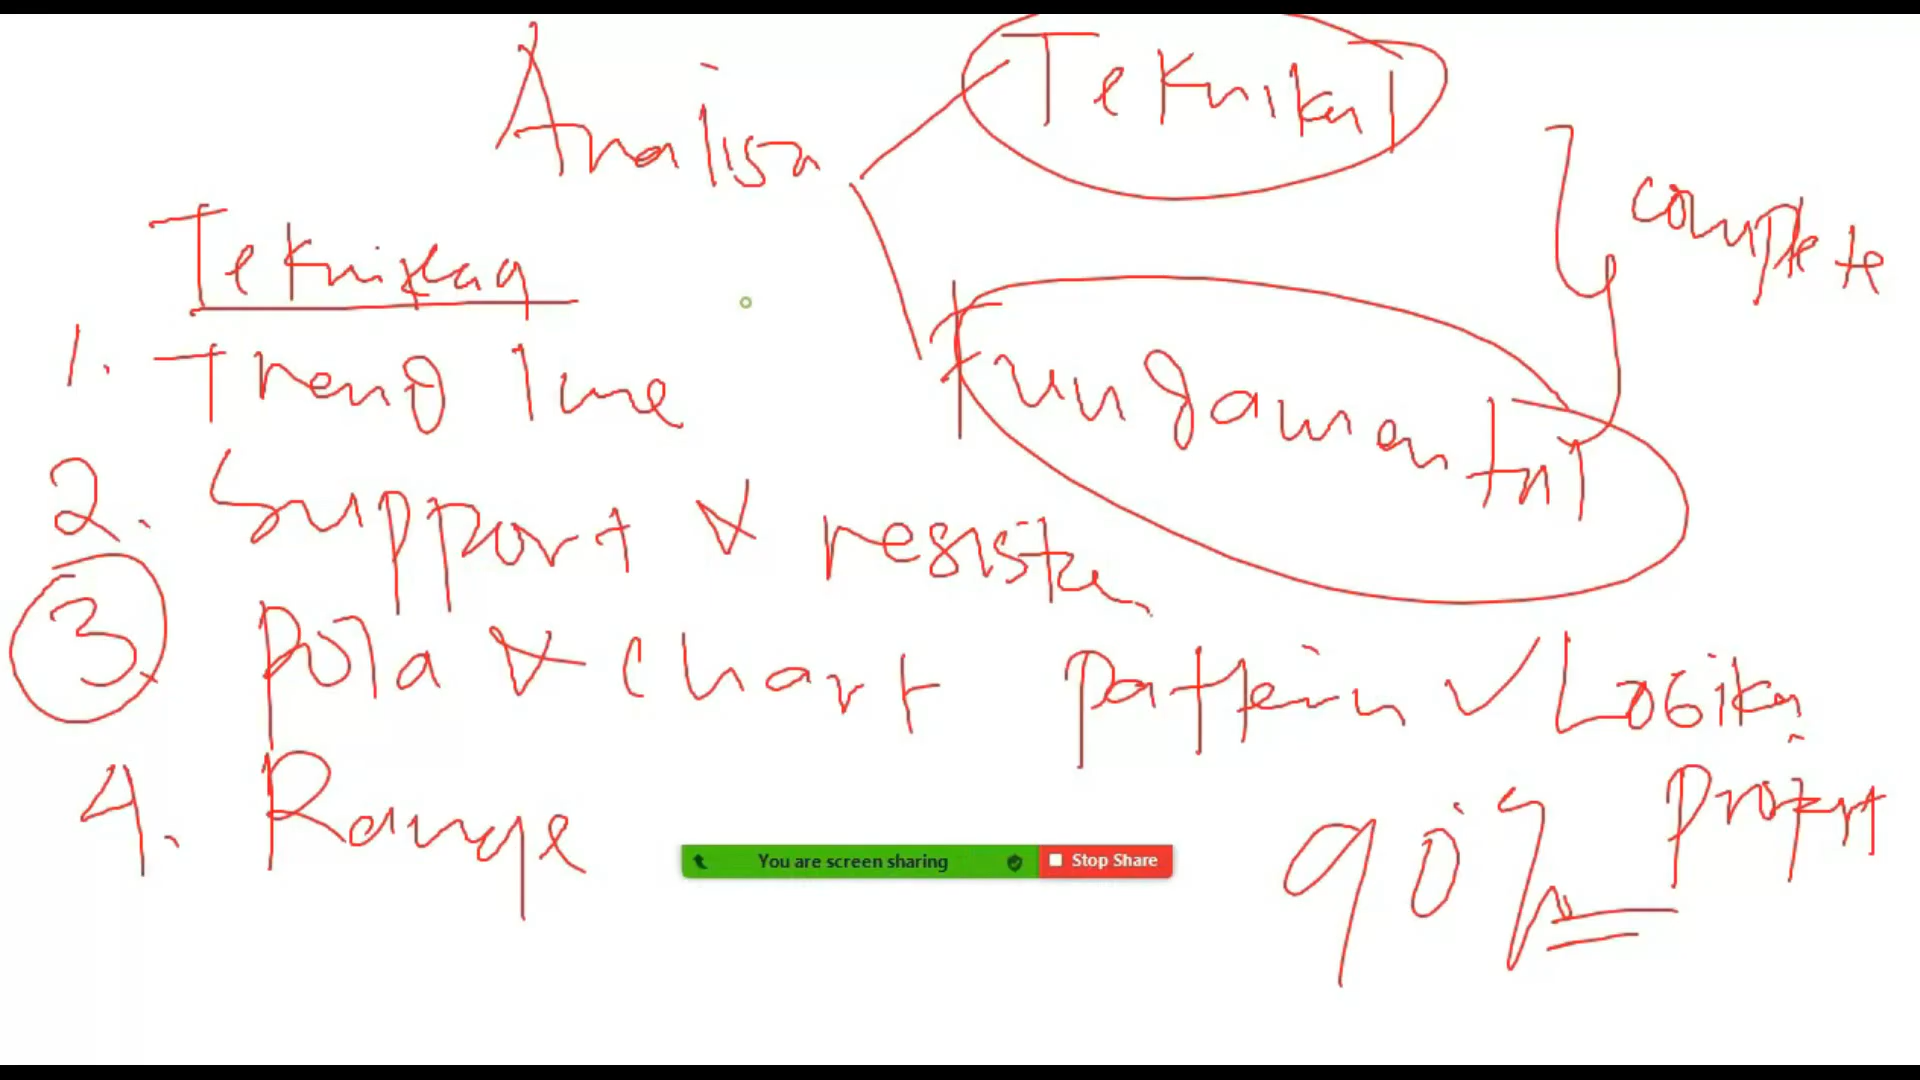 Analisa
Teknikal
complete
Fundamental
Teknikal
1. Trend line
2. Support & resisten
3. pola & chart pattern ✓ Logika
4. Range
90% profit
You are screen sharing
Stop Share